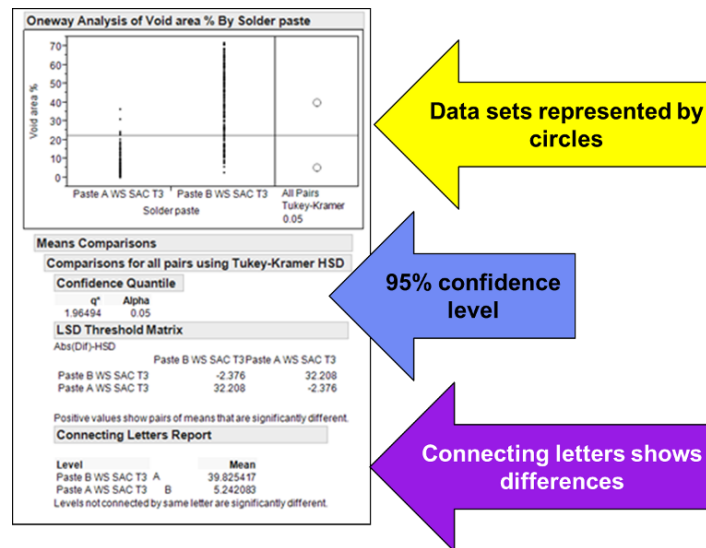 Oneway Analysis of Void area % By Solder paste
70
60
50
40
30
20
10
0
Void area %
Paste A WS SAC T3 Paste B WS SAC T3 All Pairs
Tukey-Kramer
0.05
Solder paste
Data sets represented by
circles
Means Comparisons
Comparisons for all pairs using Tukey-Kramer HSD
Confidence Quantile
q* Alpha
1.96494 0.05
95% confidence
level
LSD Threshold Matrix
Abs(Dif)-HSD
Paste B WS SAC T3 Paste A WS SAC T3
Paste B WS SAC T3 -2.376 32.208
Paste A WS SAC T3 32.208 -2.376
Positive values show pairs of means that are significantly different.
Connecting Letters Report
Level Mean
Paste B WS SAC T3 A 39.825417
Paste A WS SAC T3 B 5.242083
Levels not connected by same letter are significantly different.
Connecting letters shows
differences